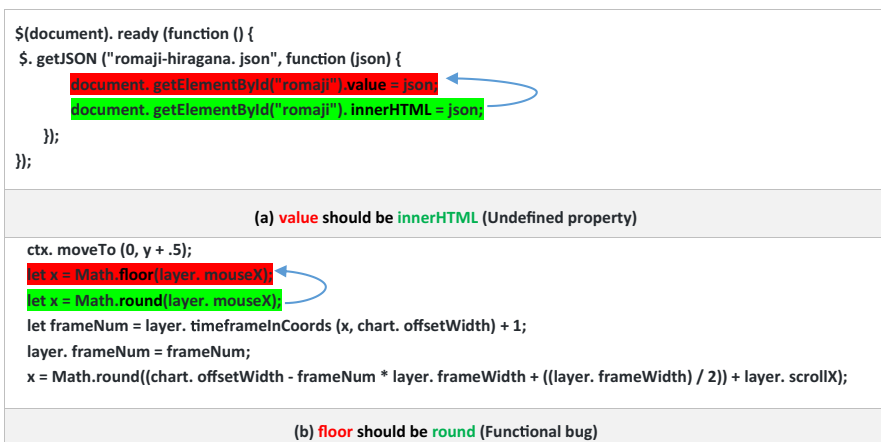 $(document). ready (function () {
$. getJSON ("romaji-hiragana. json", function (json) {
document. getElementById("romaji").value = json;
document. getElementById("romaji"). innerHTML = json;
});
});
(a) value should be innerHTML (Undefined property)
ctx. moveTo (0, y + .5);
let x = Math.floor(layer. mouseX);
let x = Math.round(layer. mouseX);
let frameNum = layer. timeframeInCoords (x, chart. offsetWidth) + 1;
layer. frameNum = frameNum;
x = Math.round((chart. offsetWidth - frameNum * layer. frameWidth + ((layer. frameWidth) / 2)) + layer. scrollX);
(b) floor should be round (Functional bug)